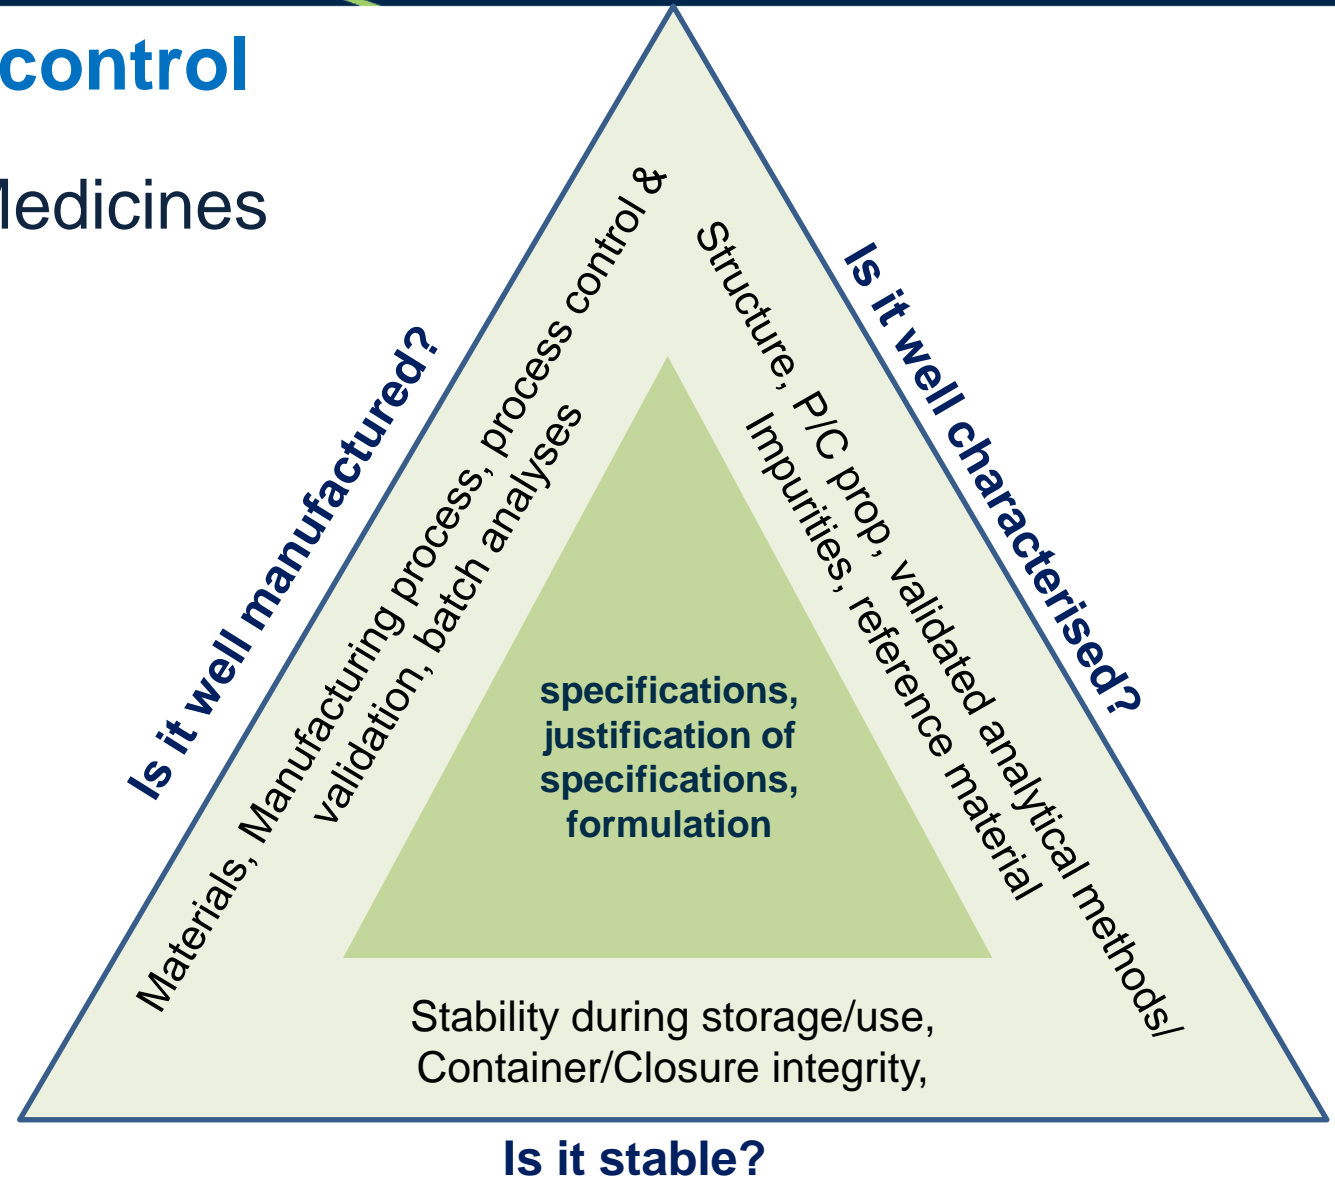 control
Medicines
Is it well manufactured?
Materials, Manufacturing process, process control &
validation, batch analyses
Is it well characterised?
Structure, P/C prop, validated analytical methods/
Impurities, reference material
specifications,
justification of
specifications,
formulation
Stability during storage/use,
Container/Closure integrity,
Is it stable?